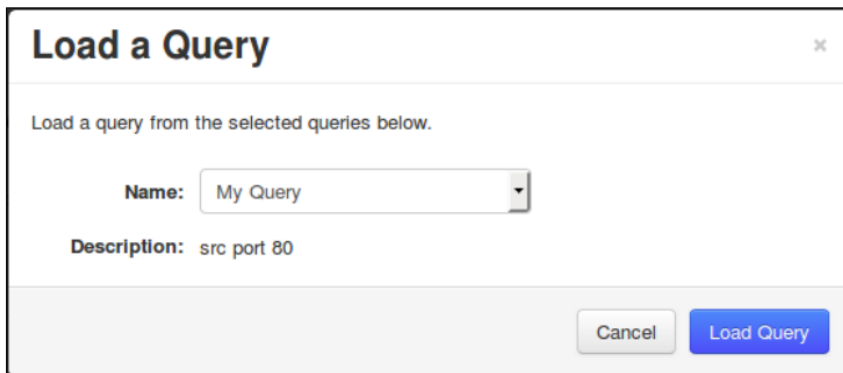 Load a Query
×
Load a query from the selected queries below.
Name: My Query
Description: src port 80
Cancel Load Query